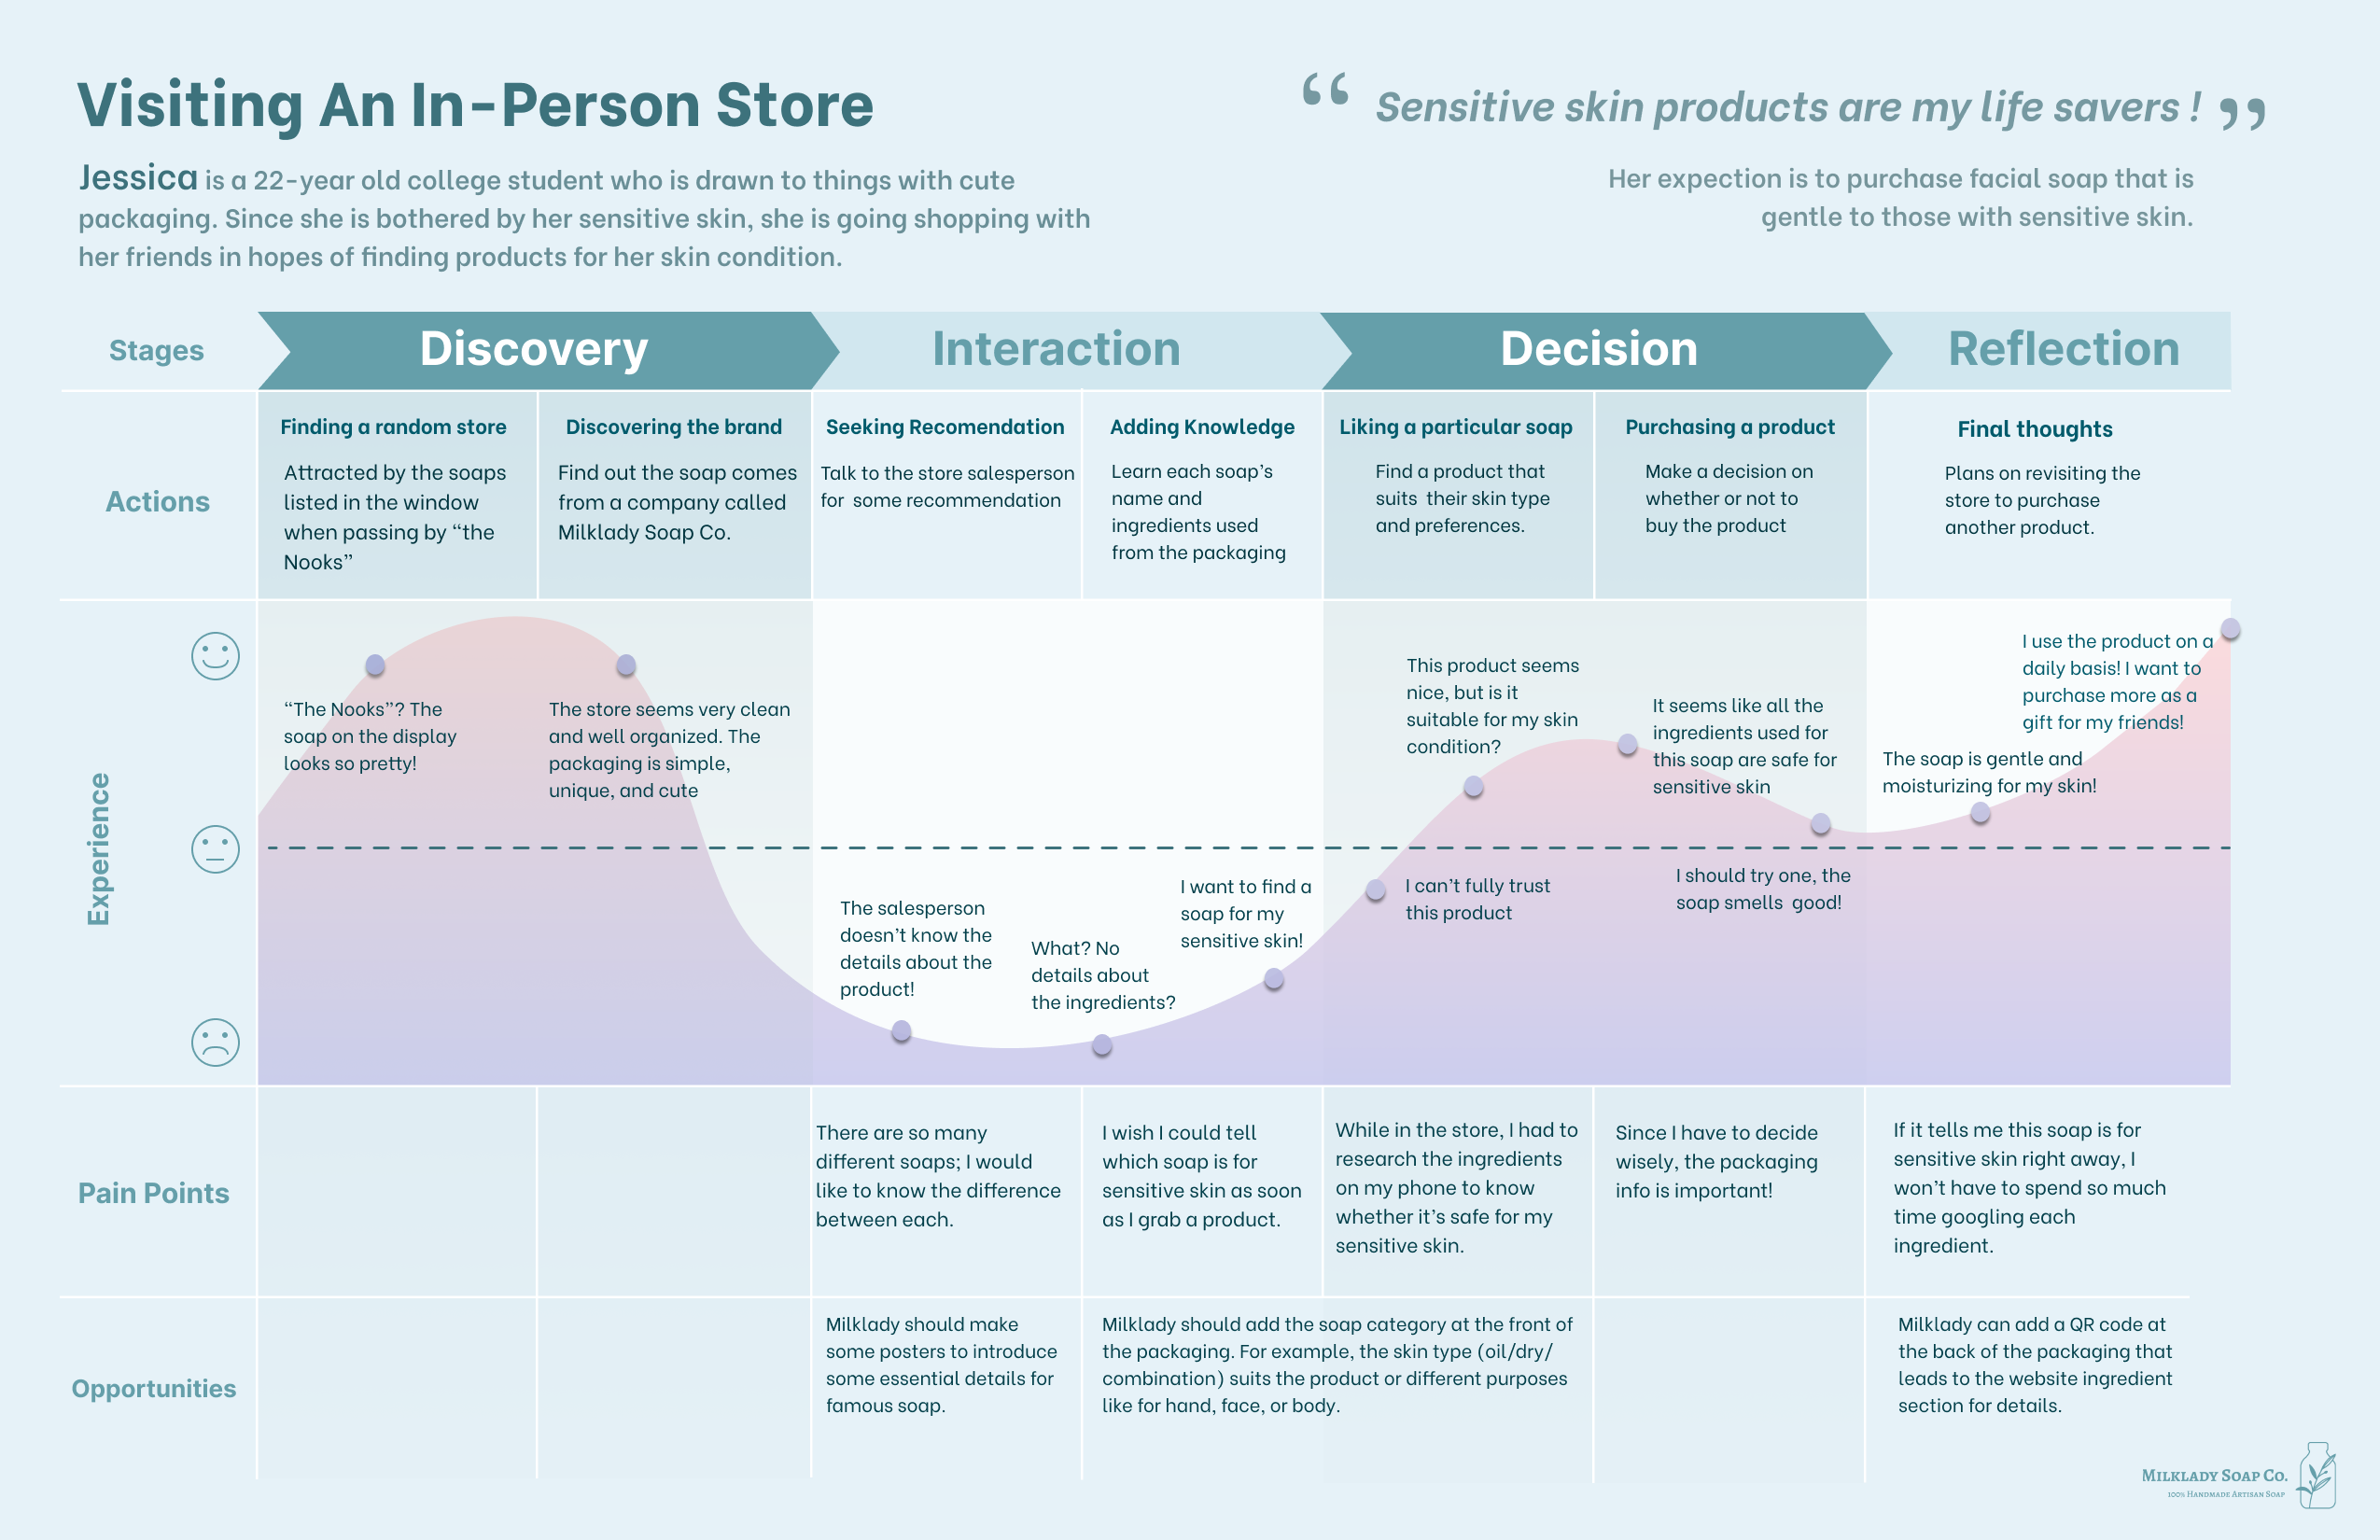 Visiting An In-Person Store
Jessica is a 22-year old college student who is drawn to things with cute
packaging. Since she is bothered by her sensitive skin, she is going shopping with
her friends in hopes of finding products for her skin condition.
“ Sensitive skin products are my life savers ! ”
Her expection is to purchase facial soap that is
gentle to those with sensitive skin.
Stages
Discovery
Interaction
Decision
Reflection
Actions
Finding a random store
Attracted by the soaps
listed in the window
when passing by “the
Nooks”
Discovering the brand
Find out the soap comes
from a company called
Milklady Soap Co.
Seeking Recomendation
Talk to the store salesperson
for some recommendation
Adding Knowledge
Learn each soap’s
name and
ingredients used
from the packaging
Liking a particular soap
Find a product that
suits their skin type
and preferences.
Purchasing a product
Make a decision on
whether or not to
buy the product
Final thoughts
Plans on revisiting the
store to purchase
another product.
Experience
“The Nooks”? The
soap on the display
looks so pretty!
The store seems very clean
and well organized. The
packaging is simple,
unique, and cute
The salesperson
doesn’t know the
details about the
product!
What? No
details about
the ingredients?
I want to find a
soap for my
sensitive skin!
I can’t fully trust
this product
This product seems
nice, but is it
suitable for my skin
condition?
It seems like all the
ingredients used for
this soap are safe for
sensitive skin
I should try one, the
soap smells good!
The soap is gentle and
moisturizing for my skin!
I use the product on a
daily basis! I want to
purchase more as a
gift for my friends!
Pain Points
There are so many
different soaps; I would
like to know the difference
between each.
I wish I could tell
which soap is for
sensitive skin as soon
as I grab a product.
While in the store, I had to
research the ingredients
on my phone to know
whether it’s safe for my
sensitive skin.
Since I have to decide
wisely, the packaging
info is important!
If it tells me this soap is for
sensitive skin right away, I
won’t have to spend so much
time googling each
ingredient.
Opportunities
Milklady should make
some posters to introduce
some essential details for
famous soap.
Milklady should add the soap category at the front of
the packaging. For example, the skin type (oil/dry/
combination) suits the product or different purposes
like for hand, face, or body.
Milklady can add a QR code at
the back of the packaging that
leads to the website ingredient
section for details.
Milklady Soap Co.
100% Handmade Artisan Soap